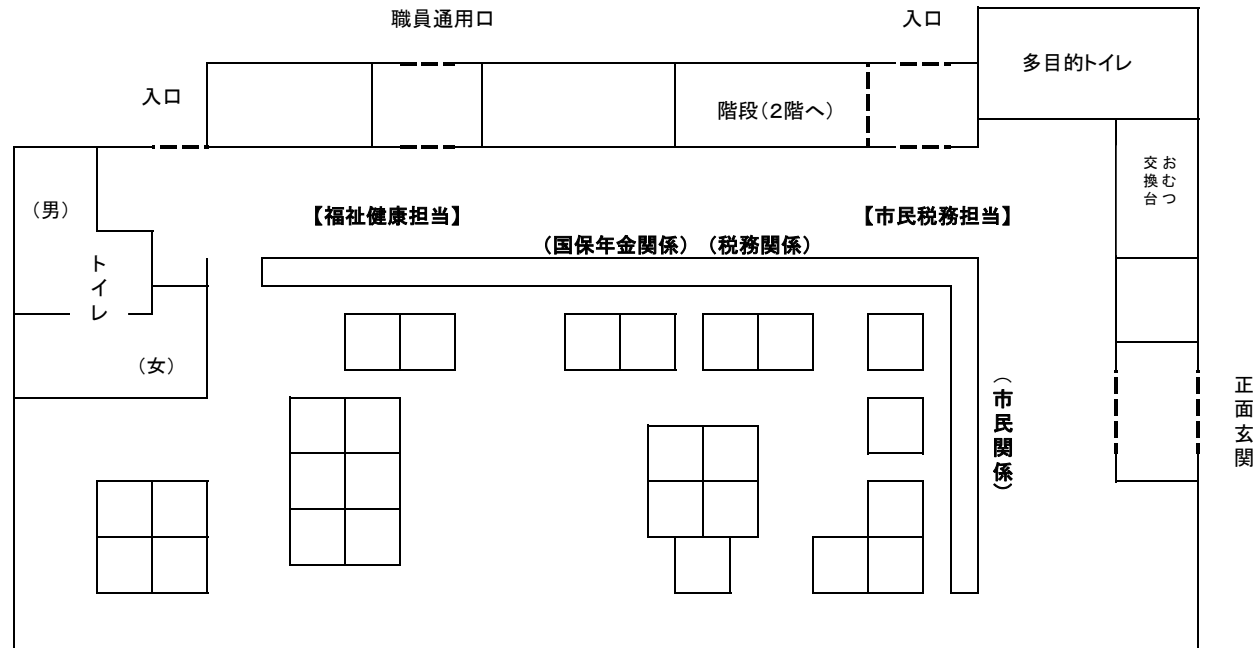 職員通用口
入口
多目的トイレ
入口
階段(2階へ)
おむつ
交換台
(男)
【福祉健康担当】
【市民税務担当】
(国保年金関係)(税務関係)
トイレ
(女)
(市民関係)
正面玄関